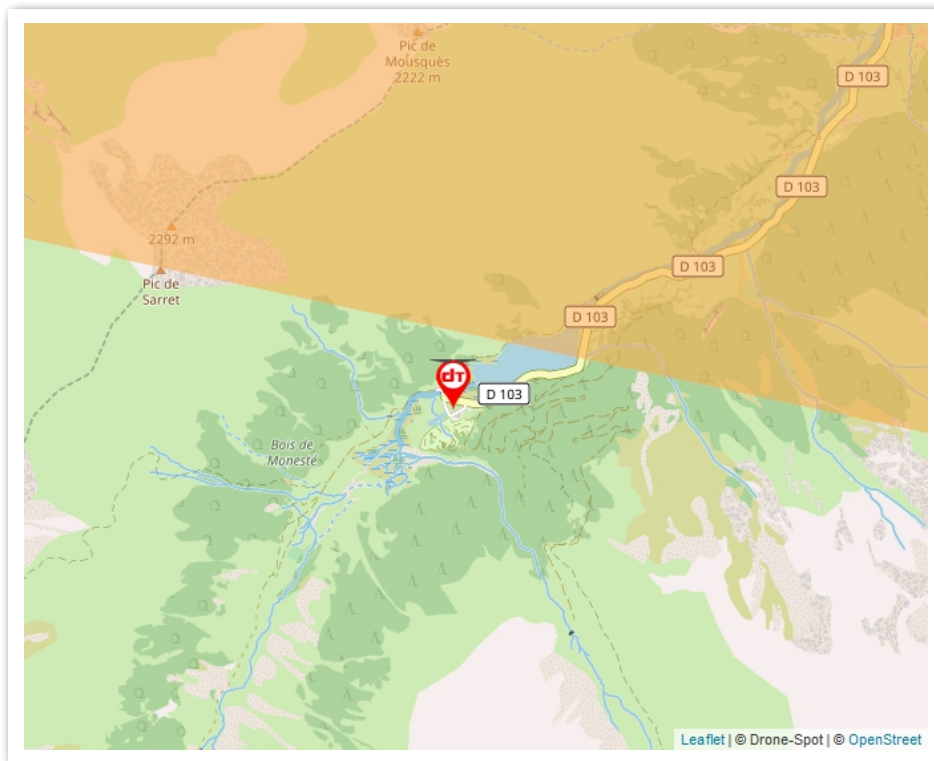 Pic de
Mousquès
2222 m
D 103
D 103
2292 m
D 103
Pic de
Sarret
D 103
dT
D 103
Bois de
Monesté
Leaflet | © Drone-Spot | © OpenStreet